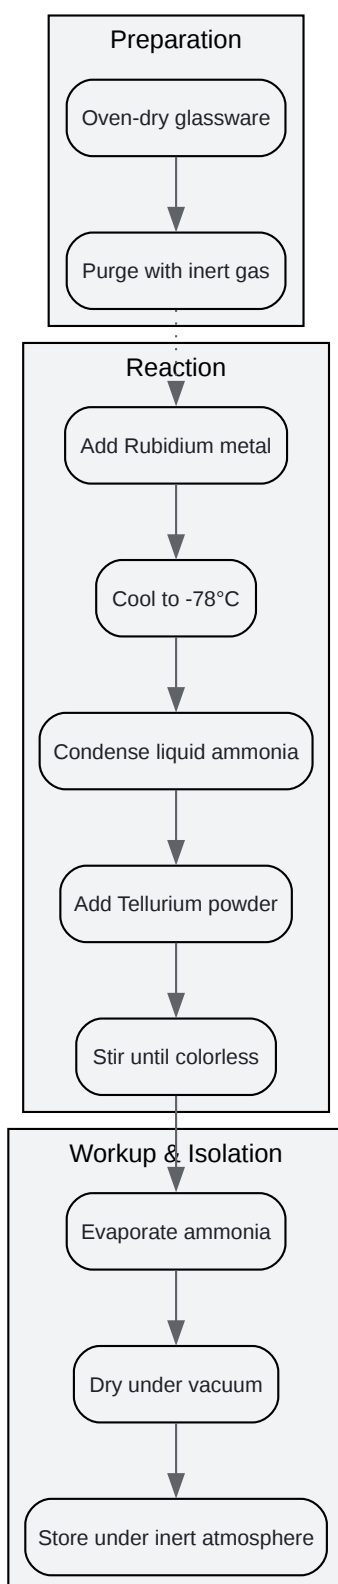 Preparation
Oven-dry glassware
Purge with inert gas
Reaction
Add Rubidium metal
Cool to -78°C
Condense liquid ammonia
Add Tellurium powder
Stir until colorless
Workup & Isolation
Evaporate ammonia
Dry under vacuum
Store under inert atmosphere